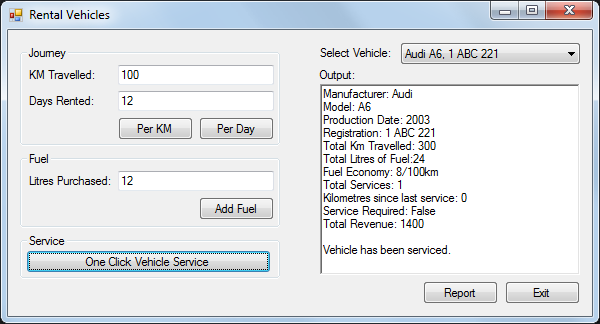 Rental Vehicles
Journey
KM Travelled: 100
Days Rented: 12
Per KM Per Day
Fuel
Litres Purchased: 12
Add Fuel
Service
One Click Vehicle Service
Select Vehicle: Audi A6, 1 ABC 221
Output:
Manufacturer: Audi
Model: A6
Production Date: 2003
Registration: 1 ABC 221
Total Km Travelled: 300
Total Litres of Fuel:24
Fuel Economy: 8/100km
Total Services: 1
Kilometres since last service: 0
Service Required: False
Total Revenue: 1400
Vehicle has been serviced.
Report Exit